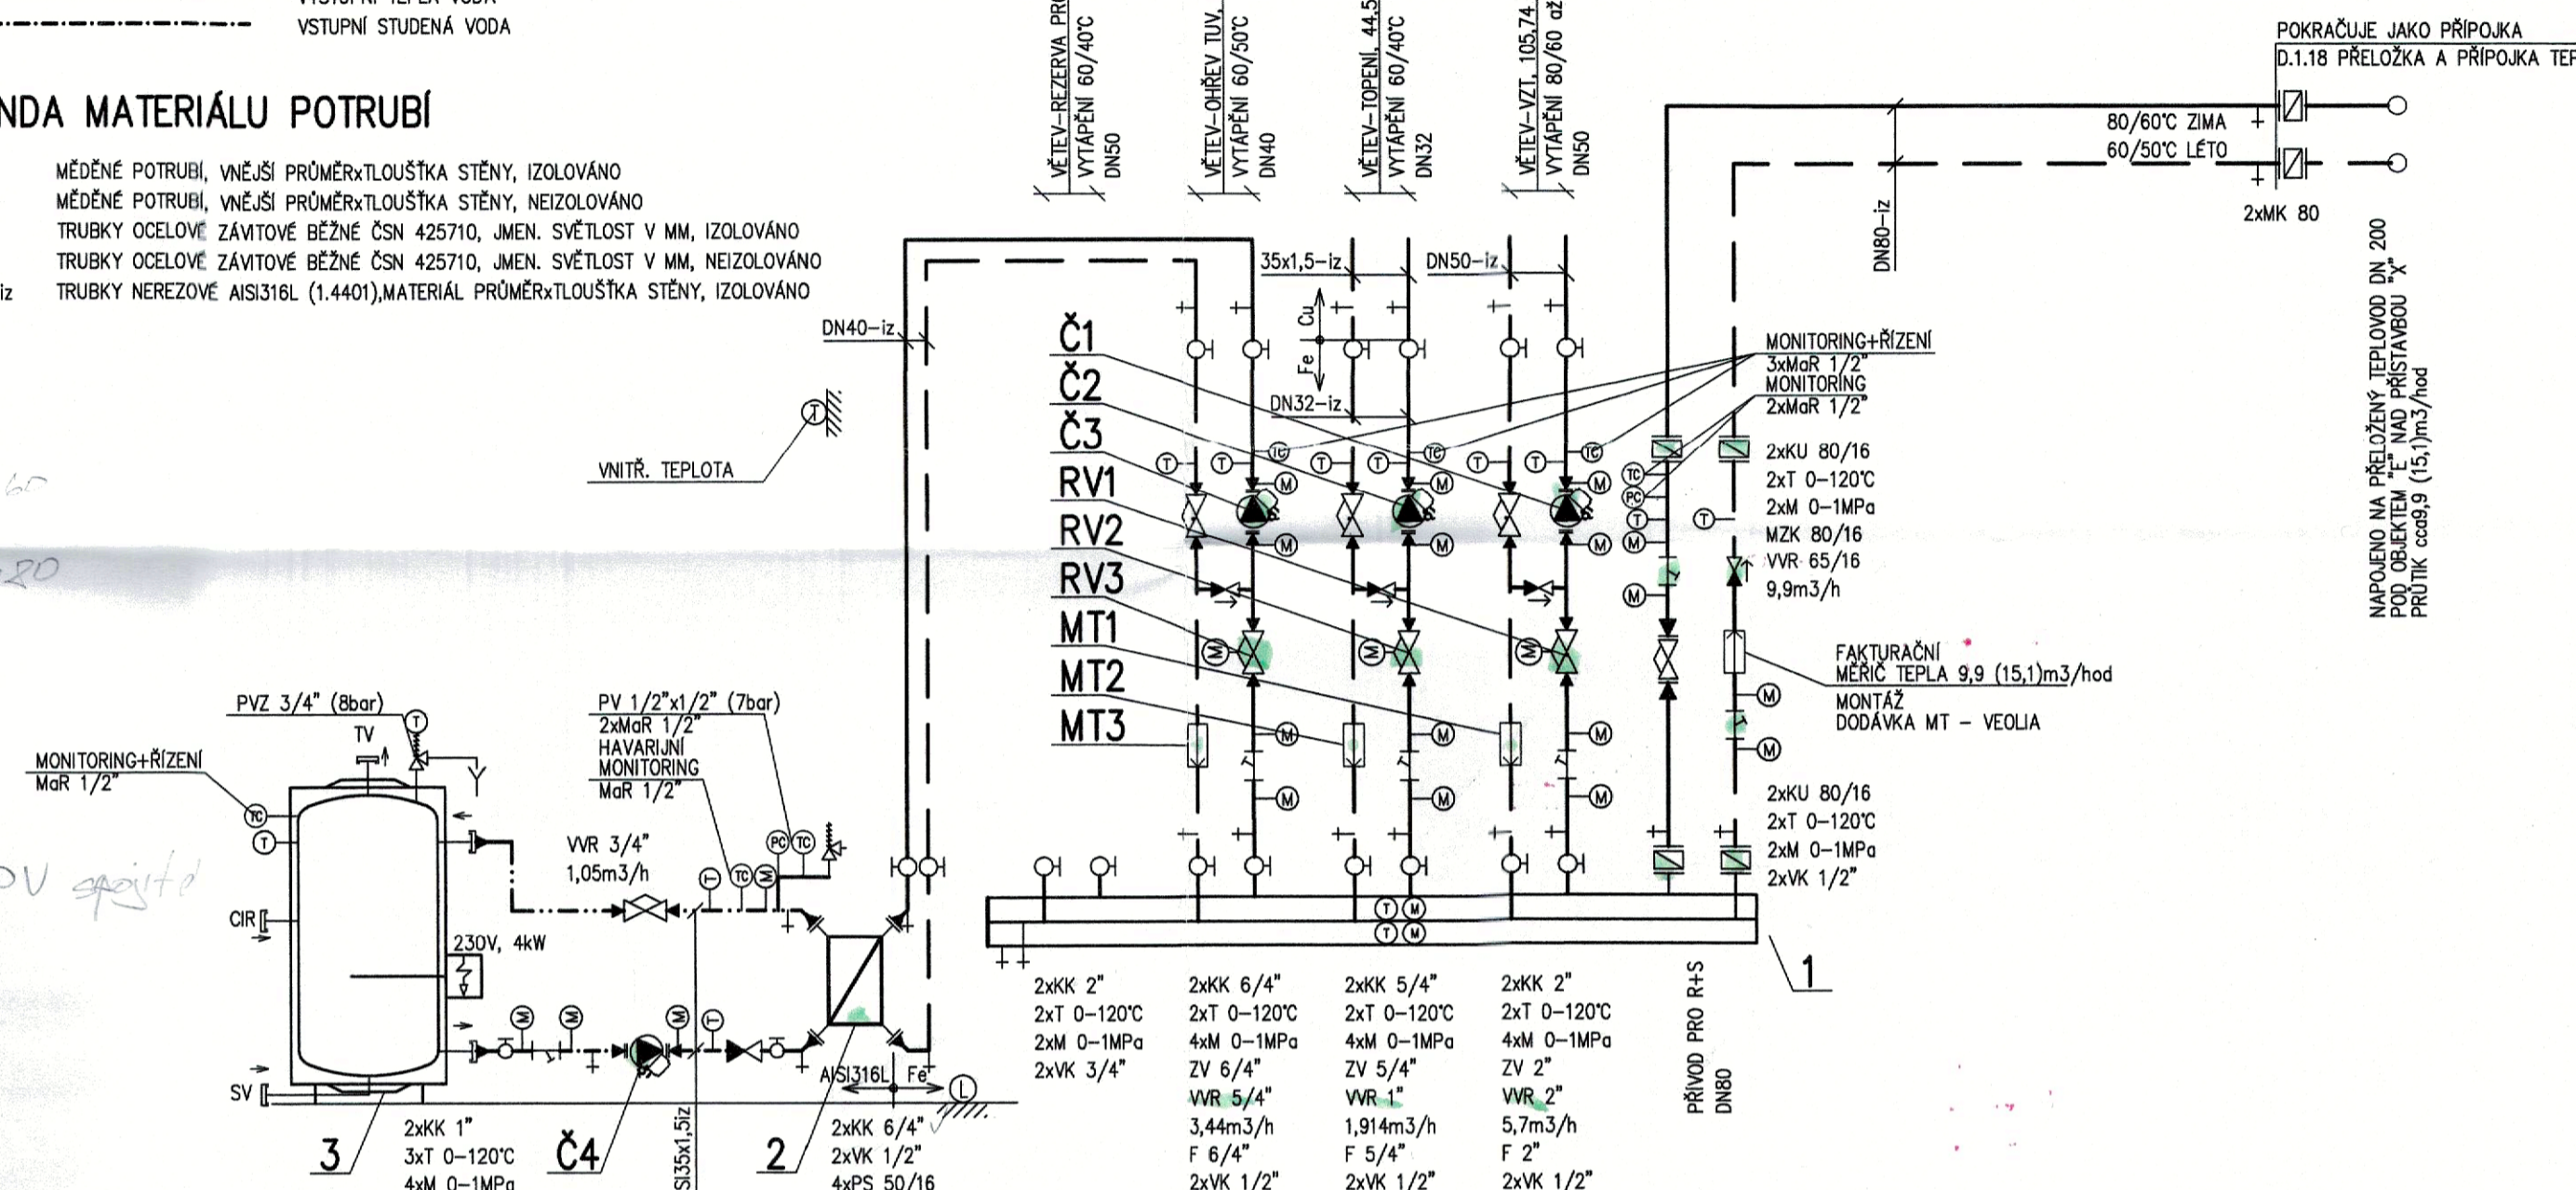 VSTUPNÍ STUDENÁ VODA
NDA MATERIÁLU POTRUBÍ
MĚDĚNÉ POTRUBÍ, VNĚJŠÍ PRŮMĚRxTLOUŠŤKA STĚNY, IZOLOVÁNO
MĚDĚNÉ POTRUBÍ, VNĚJŠÍ PRŮMĚRxTLOUŠŤKA STĚNY, NEIZOLOVÁNO
TRUBKY OCELOVÉ ZÁVITOVÉ BĚŽNÉ ČSN 425710, JMEN. SVĚTLOST V MM, IZOLOVÁNO
TRUBKY OCELOVÉ ZÁVITOVÉ BĚŽNÉ ČSN 425710, JMEN. SVĚTLOST V MM, NEIZOLOVÁNO
iz TRUBKY NEREZOVÉ AISI316L (1.4401),MATERIÁL PRŮMĚRxTLOUŠŤKA STĚNY, IZOLOVÁNO
VĚTEV-REZERVA
VYTÁPĚNÍ 60/40°C
DN50
VĚTEV-OHŘEV TUV,
VYTÁPĚNÍ 60/50°C
DN40
VĚTEV-TOPENÍ, 44,5
VYTÁPĚNÍ 60/40°C
DN32
VĚTEV-VZT, 105,74
VYTÁPĚNÍ 80/60 až
DN50
POKRAČUJE JAKO PŘÍPOJKA
D.1.18 PŘELOŽKA A PŘÍPOJKA
80/60°C ZIMA
60/50°C LÉTO
2xMK 80
DN80-iz
NAPOJENO NA PŘELOŽENÝ TEPLOVOD DN 200
POD OBJEKTEM "E" NAD PŘÍSTAVBOU "X"
PRŮTIK cca9,9 (15,1)m3/hod
35x1,5-iz
DN50-iz
Cu
Fe
DN32-iz
DN40-iz
VNITŘ. TEPLOTA
T
Č1
Č2
Č3
RV1
RV2
RV3
MT1
MT2
MT3
MONITORING+ŘÍZENÍ
3xMaR 1/2"
MONITORING
2xMaR 1/2"
2xKU 80/16
2xT 0-120°C
2xM 0-1MPa
MZK 80/16
VVR 65/16
9,9m3/h
T T TC T T TC T T TC
TC
PC
T T
M
M M M
M M M
M
M M M
M M M
M M M
M
M
FAKTURAČNÍ
MĚŘIČ TEPLA 9,9 (15,1)m3/hod
MONTÁŽ
DODÁVKA MT - VEOLIA
2xKU 80/16
2xT 0-120°C
2xM 0-1MPa
2xVK 1/2"
60
80
PVZ 3/4" (8bar)
TV
T
MONITORING+ŘÍZENÍ
MaR 1/2"
TC
T
CIR
230V, 4kW
SV
PV 1/2"x1/2" (7bar)
2xMaR 1/2"
HAVARIJNÍ
MONITORING
MaR 1/2"
VVR 3/4"
1,05m3/h
PC TC
T TC M
M M M T
AISI316L Fe
L
T M
T M
1
PŘÍVOD PRO R+S
DN80
2xKK 2"
2xT 0-120°C
2xM 0-1MPa
2xVK 3/4"
2xKK 6/4"
2xT 0-120°C
4xM 0-1MPa
ZV 6/4"
VVR 5/4"
3,44m3/h
F 6/4"
2xVK 1/2"
2xKK 5/4"
2xT 0-120°C
4xM 0-1MPa
ZV 5/4"
VVR 1"
1,914m3/h
F 5/4"
2xVK 1/2"
2xKK 2"
2xT 0-120°C
4xM 0-1MPa
ZV 2"
VVR 2"
5,7m3/h
F 2"
2xVK 1/2"
3
2xKK 1"
3xT 0-120°C
4xM 0-1MPa
Č4
SI35x1,5iz
2
2xKK 6/4"
2xVK 1/2"
4xPS 50/16